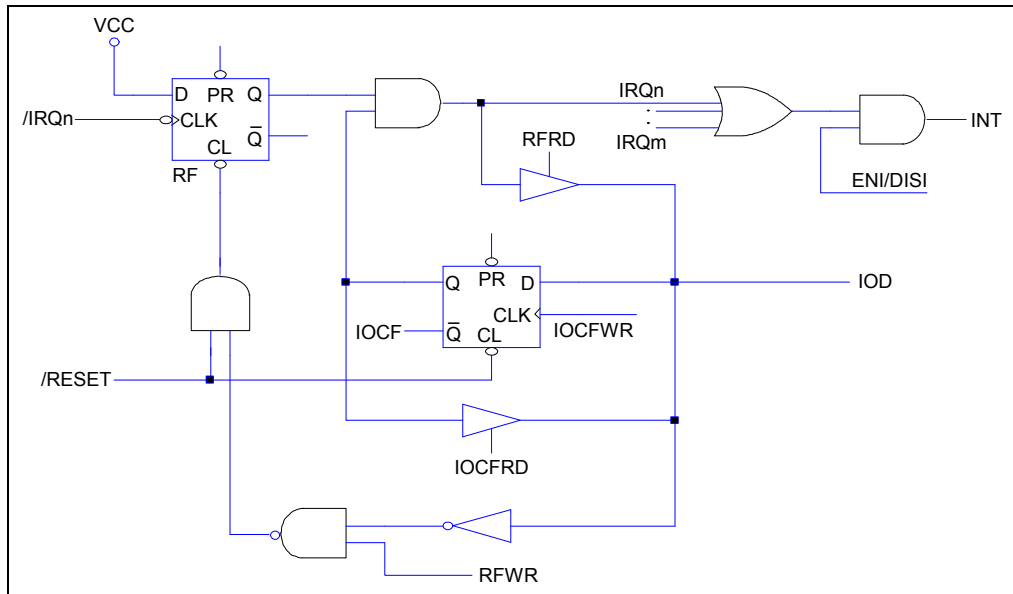 VCC
D
PR
Q
/IRQn
CLK
Q̅
CL
RF
IRQn
:
IRQm
INT
RFRD
ENI/DISI
Q
PR
D
IOD
CLK
IOCF
Q̅
CL
IOCFWR
/RESET
IOCFRD
RFWR